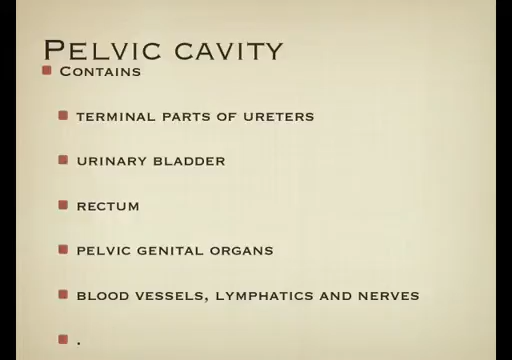 Pelvic cavity
Contains
terminal parts of ureters
urinary bladder
rectum
pelvic genital organs
blood vessels, lymphatics and nerves
.